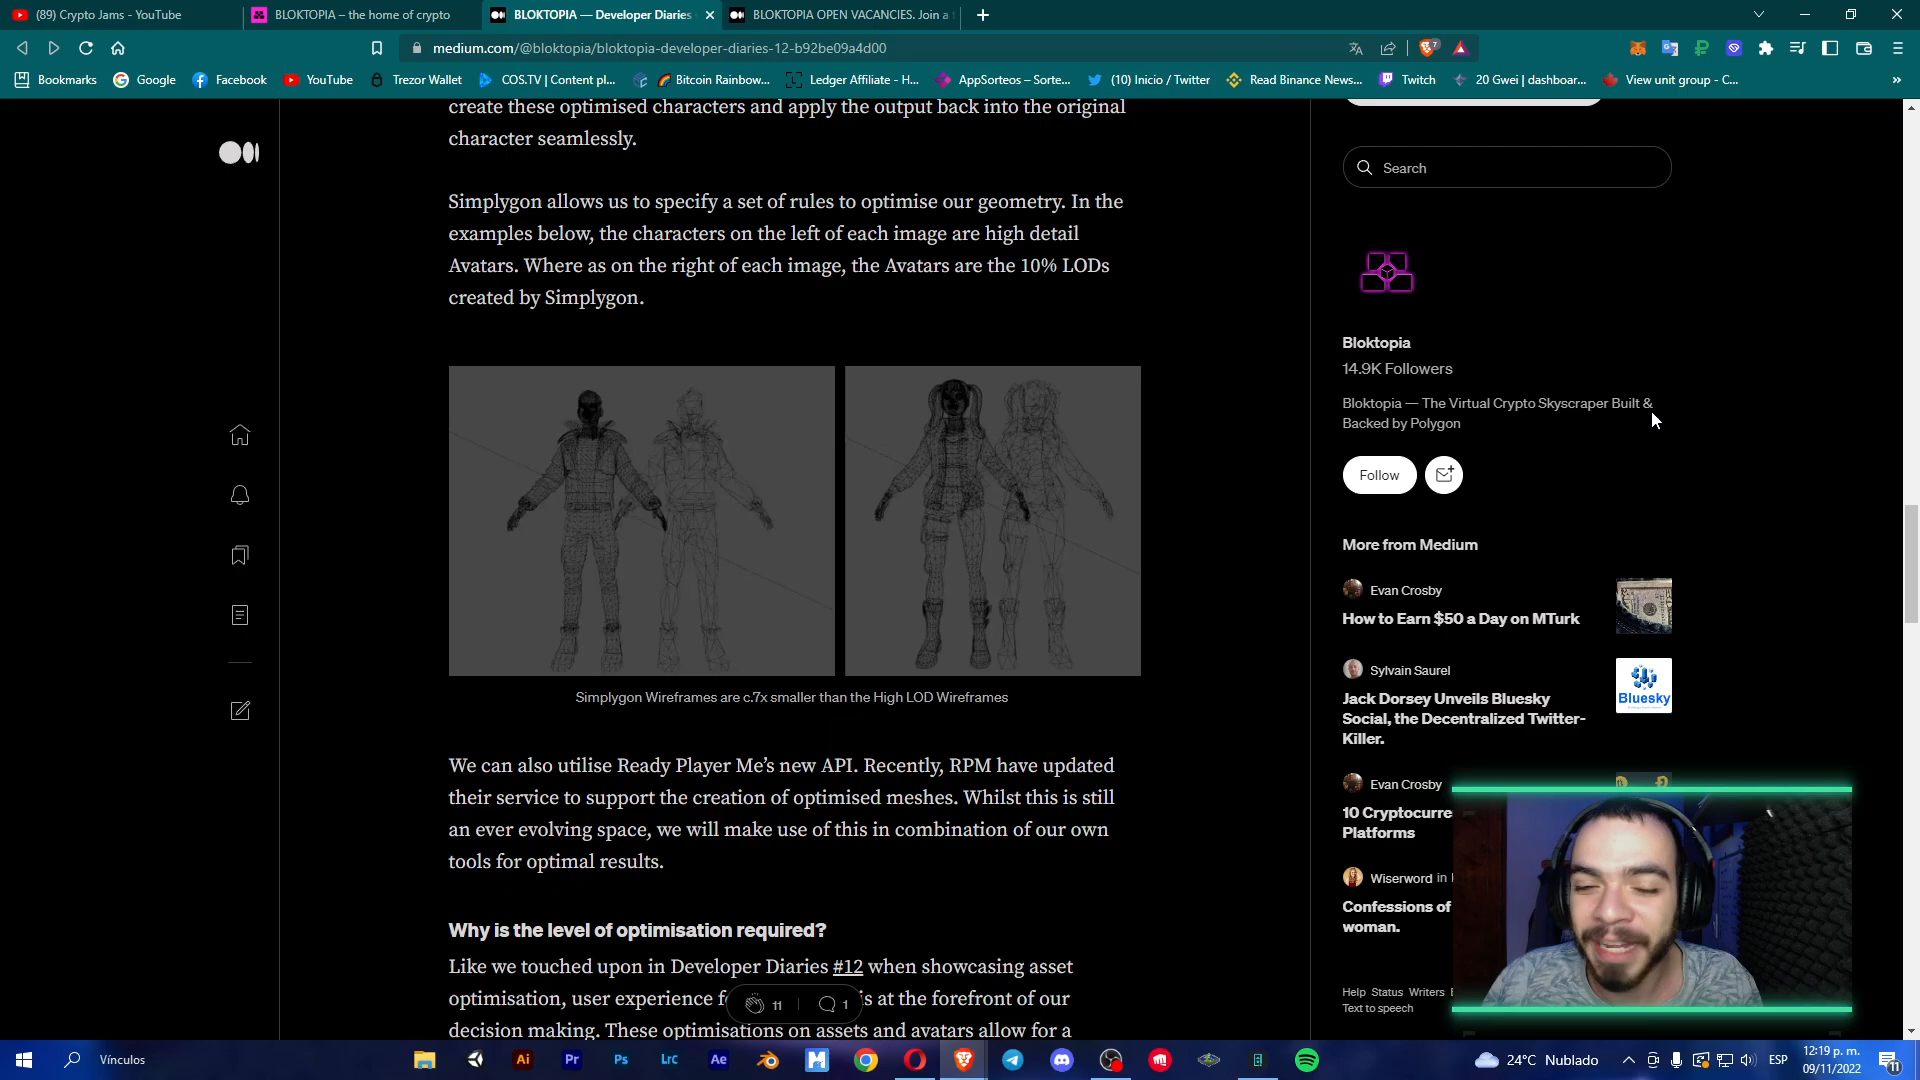 (89) Crypto Jams - YouTube
BLOKTOPIA – the home of crypto
BLOKTOPIA — Developer Diaries
BLOKTOPIA OPEN VACANCIES. Join a
medium.com/@bloktopia/bloktopia-developer-diaries-12-b92be09a4d00
7
Bookmarks
Google
Facebook
YouTube
Trezor Wallet
COS.TV | Content pl...
Bitcoin Rainbow...
Ledger Affiliate - H...
AppSorteos – Sorte...
(10) Inicio / Twitter
Read Binance News...
Twitch
20 Gwei | dashboar...
View unit group - C...
»
create these optimised characters and apply the output back into the original
character seamlessly.
Simplygon allows us to specify a set of rules to optimise our geometry. In the
examples below, the characters on the left of each image are high detail
Avatars. Where as on the right of each image, the Avatars are the 10% LODs
created by Simplygon.
Simplygon Wireframes are c.7x smaller than the High LOD Wireframes
We can also utilise Ready Player Me’s new API. Recently, RPM have updated
their service to support the creation of optimised meshes. Whilst this is still
an ever evolving space, we will make use of this in combination of our own
tools for optimal results.
Why is the level of optimisation required?
Like we touched upon in Developer Diaries #12 when showcasing asset
optimisation, user experience f
s at the forefront of our
decision making. These optimisations on assets and avatars allow for a
11
1
Search
Bloktopia
14.9K Followers
Bloktopia — The Virtual Crypto Skyscraper Built &
Backed by Polygon
Follow
More from Medium
Evan Crosby
How to Earn $50 a Day on MTurk
Sylvain Saurel
Jack Dorsey Unveils Bluesky
Social, the Decentralized Twitter-
Killer.
Bluesky
Evan Crosby
10 Cryptocurre
Platforms
Wiserword in
Confessions of
woman.
Help Status Writers
Text to speech
Vínculos
Ai
Pr
Ps
Lrc
Ae
24°C Nublado
ESP
12:19 p. m.
09/11/2022
11